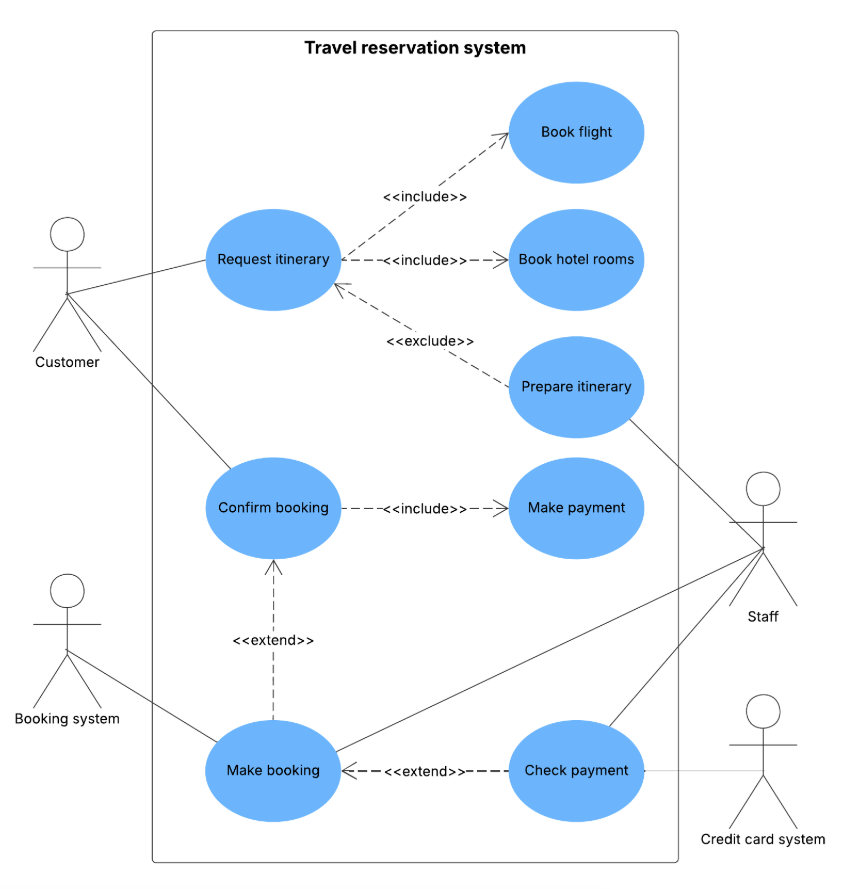 Travel reservation system
Book flight
<<include>>
Request itinerary
<<include>>
Book hotel rooms
<<exclude>>
Customer
Prepare itinerary
Confirm booking
<<include>>
Make payment
Staff
<<extend>>
Booking system
Make booking
<<extend>>
Check payment
Credit card system